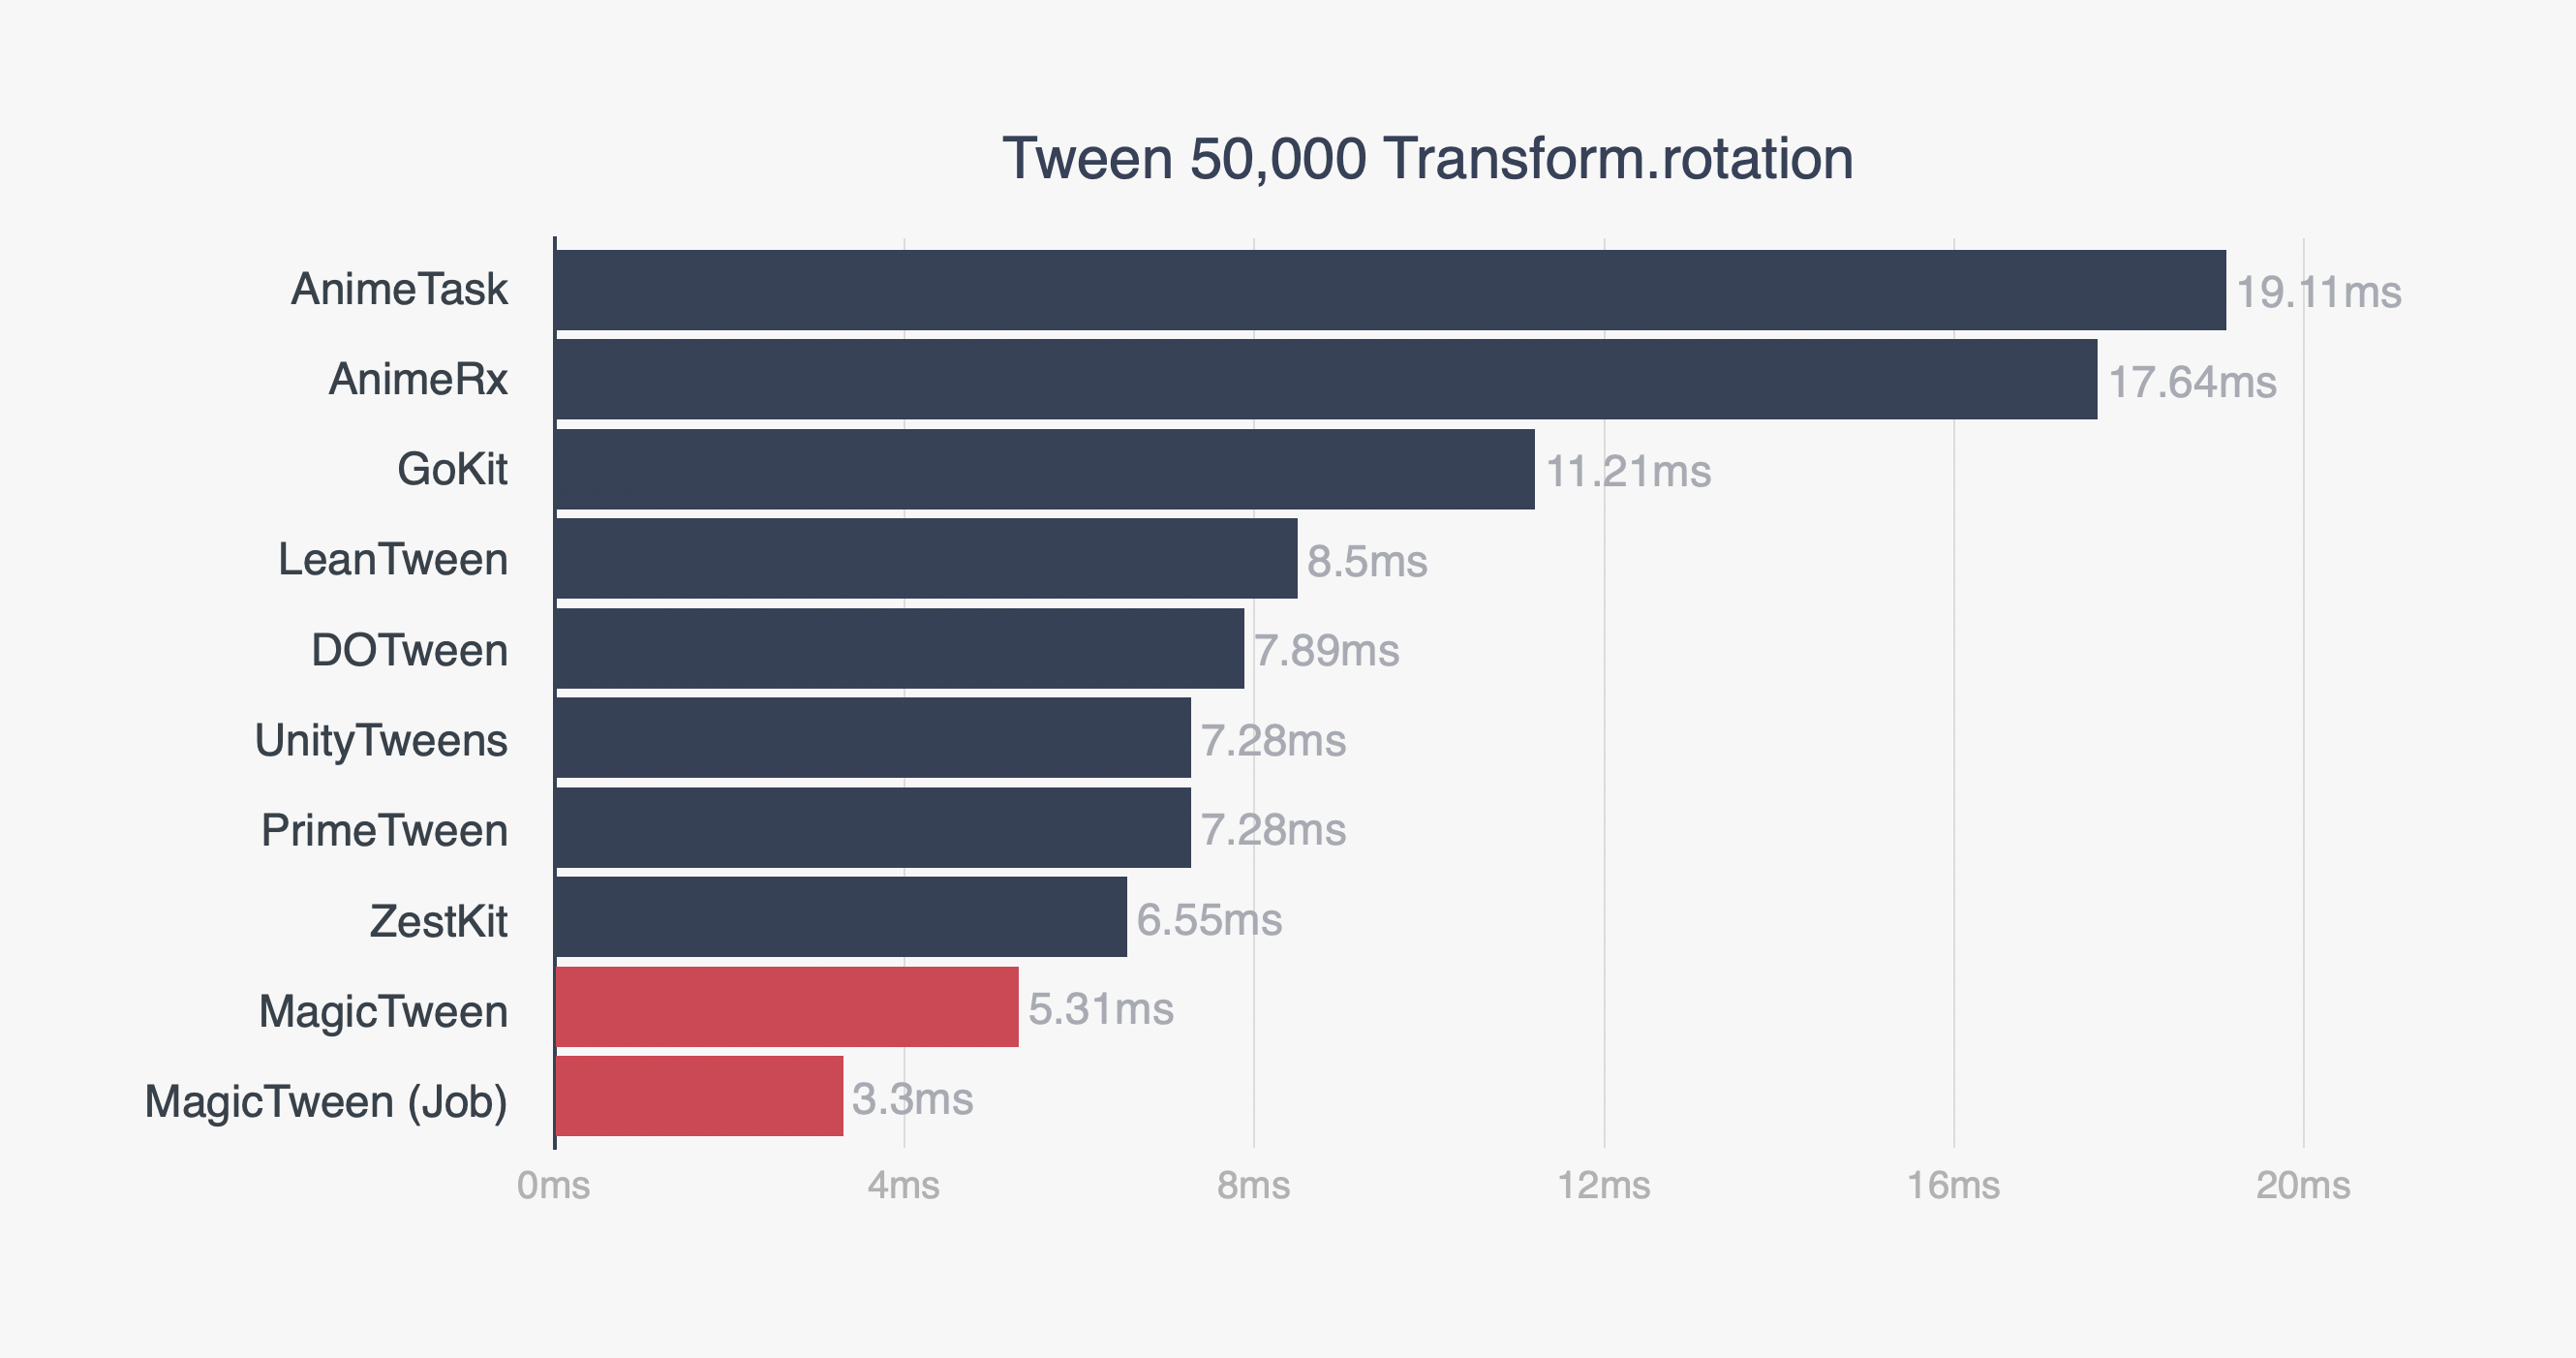 Tween 50,000 Transform.rotation
AnimeTask 19.11ms
AnimeRx 17.64ms
GoKit 11.21ms
LeanTween 8.5ms
DOTween 7.89ms
UnityTweens 7.28ms
PrimeTween 7.28ms
ZestKit 6.55ms
MagicTween 5.31ms
MagicTween (Job) 3.3ms
0ms 4ms 8ms 12ms 16ms 20ms